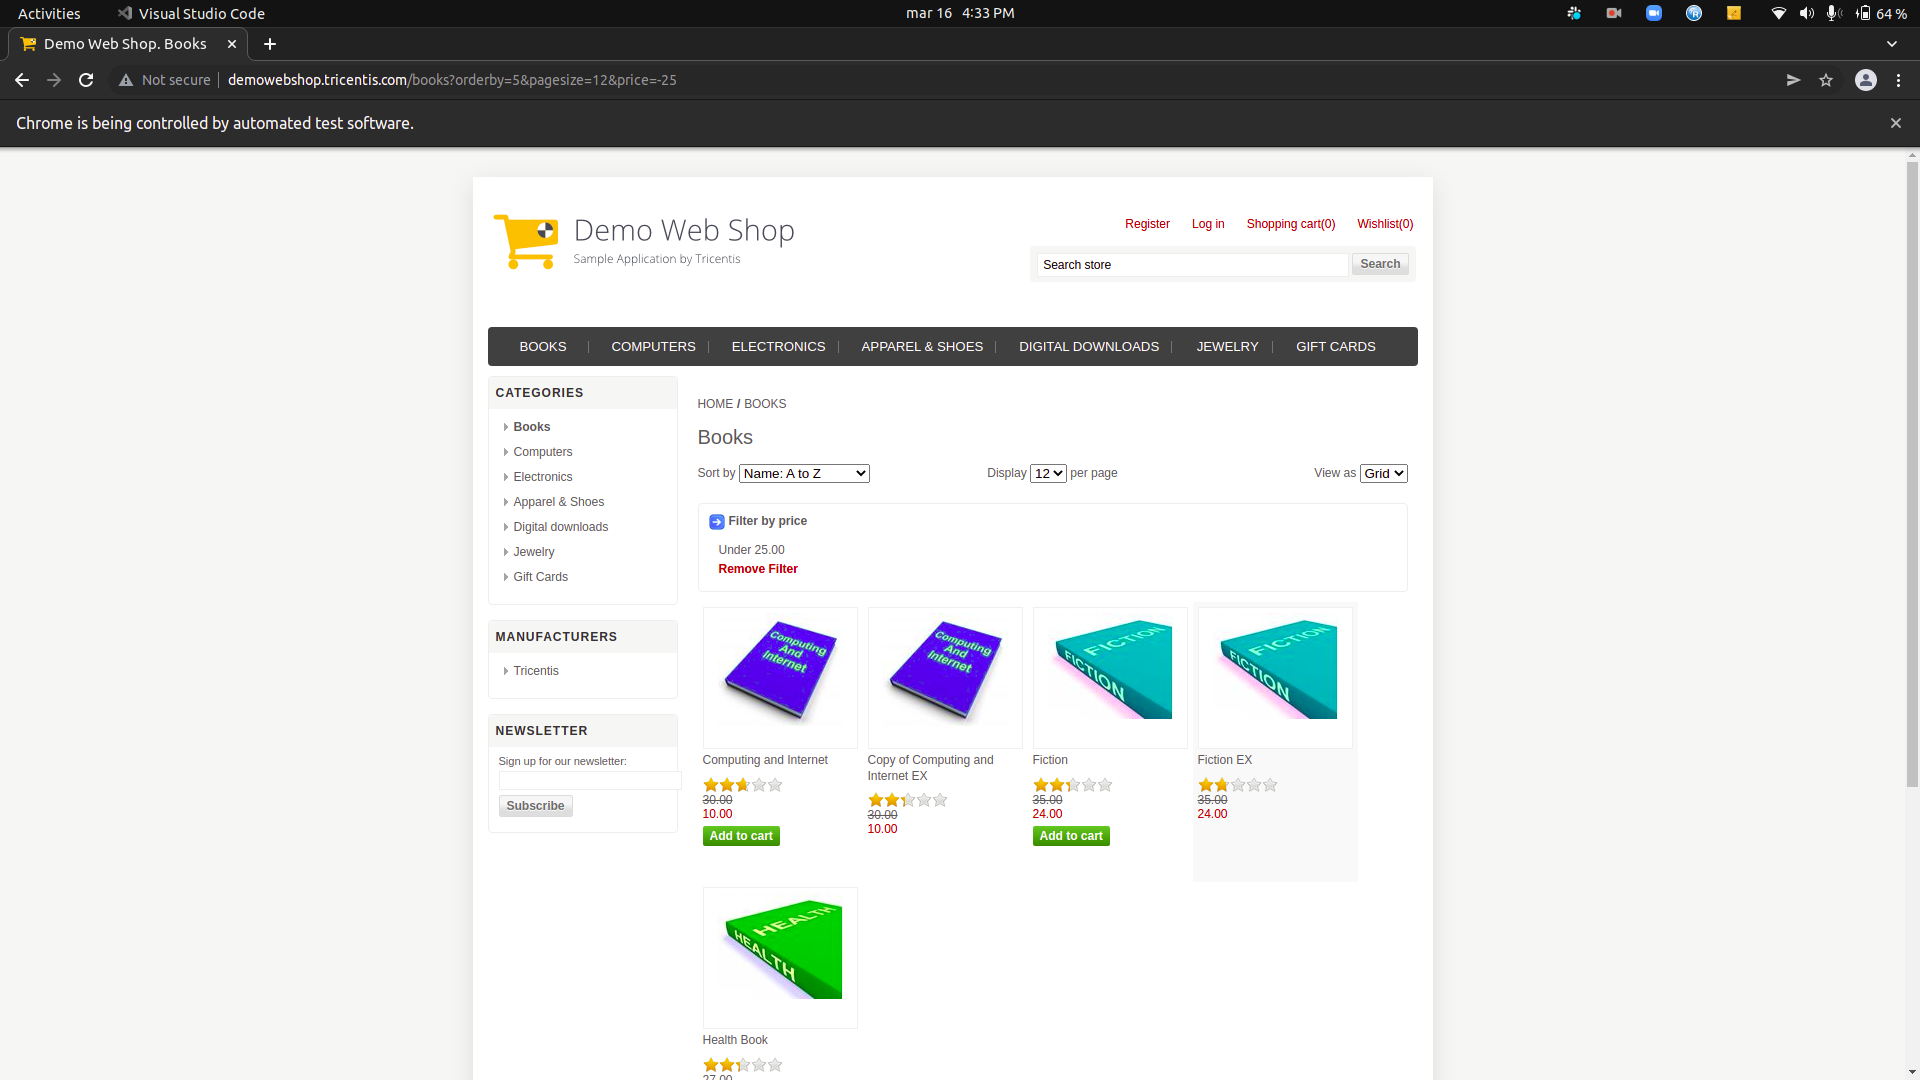 Activities
Visual Studio Code
mar 16 4:33 PM
64 %
Demo Web Shop. Books
Not secure
demowebshop.tricentis.com/books?orderby=5&pagesize=12&price=-25
Chrome is being controlled by automated test software.
Demo Web Shop
Sample Application by Tricentis
Register
Log in
Shopping cart(0)
Wishlist(0)
Search store
Search
BOOKS
COMPUTERS
ELECTRONICS
APPAREL & SHOES
DIGITAL DOWNLOADS
JEWELRY
GIFT CARDS
CATEGORIES
Books
Computers
Electronics
Apparel & Shoes
Digital downloads
Jewelry
Gift Cards
MANUFACTURERS
Tricentis
NEWSLETTER
Sign up for our newsletter:
Subscribe
HOME / BOOKS
Books
Sort by Name: A to Z
Display 12 per page
View as Grid
Filter by price
Under 25.00
Remove Filter
Computing
And
Internet
Computing and Internet
30.00
10.00
Add to cart
Computing
And
Internet
Copy of Computing and
Internet EX
30.00
10.00
FICTION
FICTION
Fiction
35.00
24.00
Add to cart
FICTION
FICTION
Fiction EX
35.00
24.00
HEALTH
HEALTH
Health Book
27.00